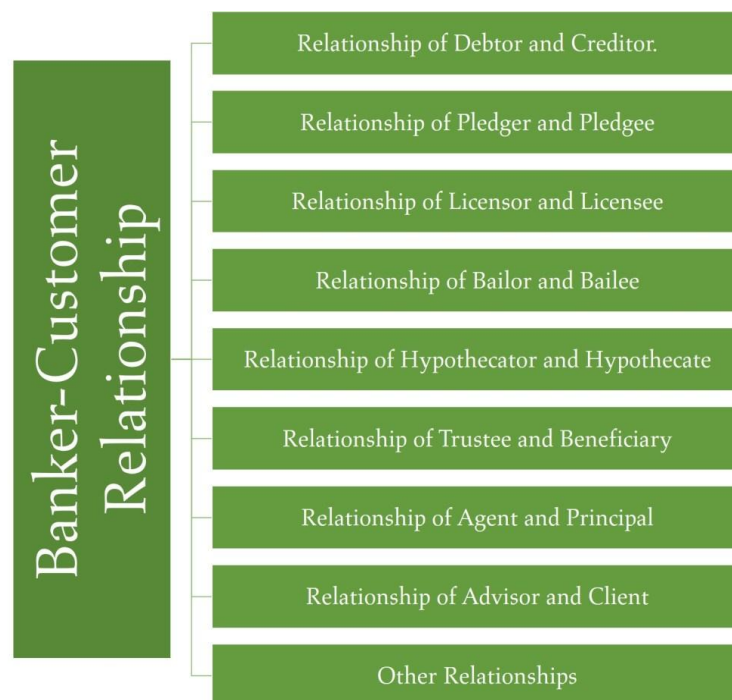 Banker-Customer
Relationship
Relationship of Debtor and Creditor.
Relationship of Pledger and Pledgee
Relationship of Licensor and Licensee
Relationship of Bailor and Bailee
Relationship of Hypothecator and Hypothecate
Relationship of Trustee and Beneficiary
Relationship of Agent and Principal
Relationship of Advisor and Client
Other Relationships